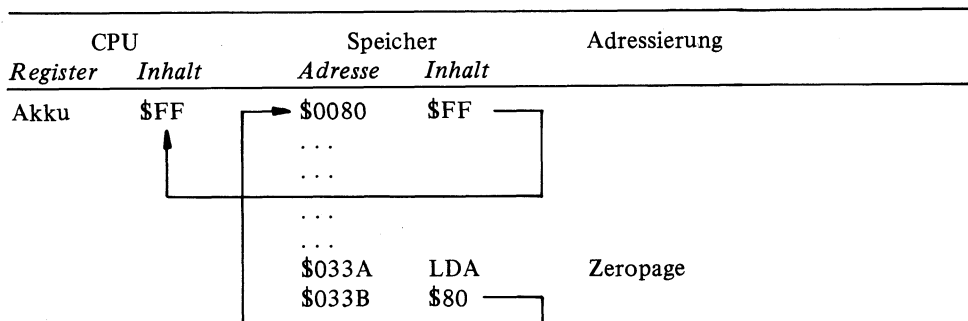 CPU Speicher Adressierung
Register Inhalt Adresse Inhalt
Akku $FF $0080 $FF
. . .
. . .
. . .
. . .
$033A LDA Zeropage
$033B $80